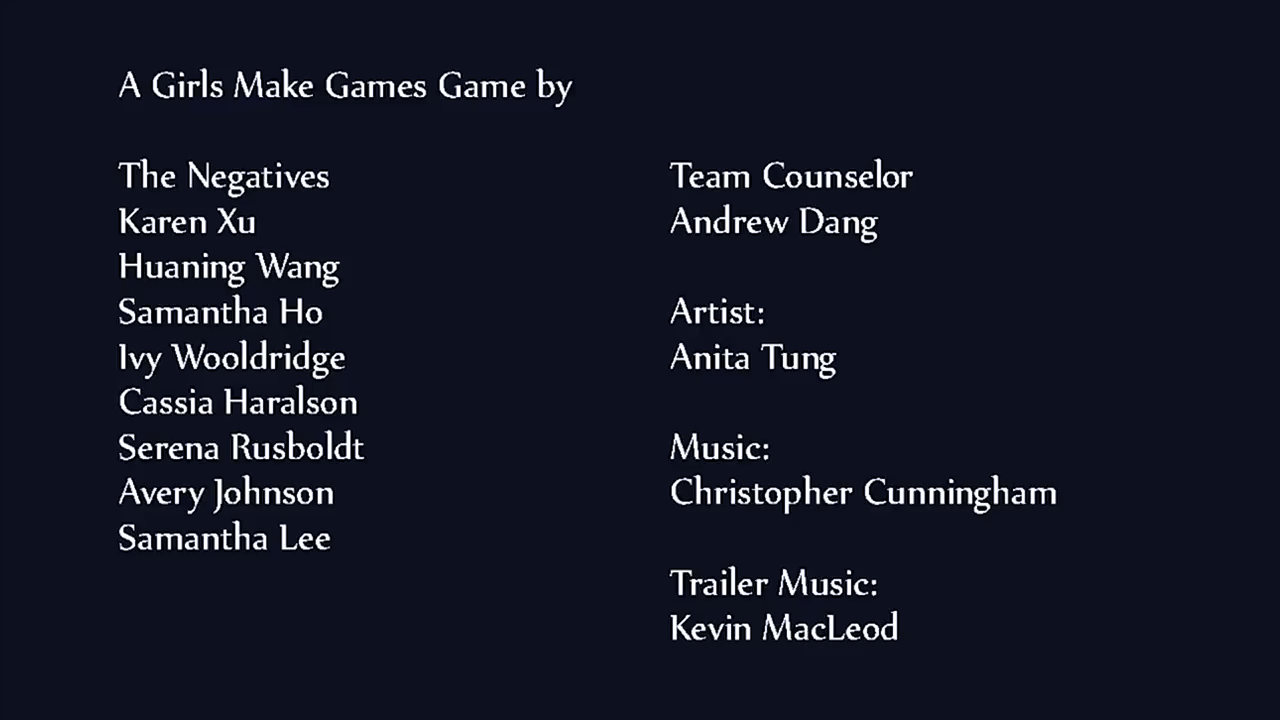 A Girls Make Games Game by
The Negatives
Karen Xu
Huaning Wang
Samantha Ho
Ivy Wooldridge
Cassia Haralson
Serena Rusboldt
Avery Johnson
Samantha Lee
Team Counselor
Andrew Dang
Artist:
Anita Tung
Music:
Christopher Cunningham
Trailer Music:
Kevin MacLeod